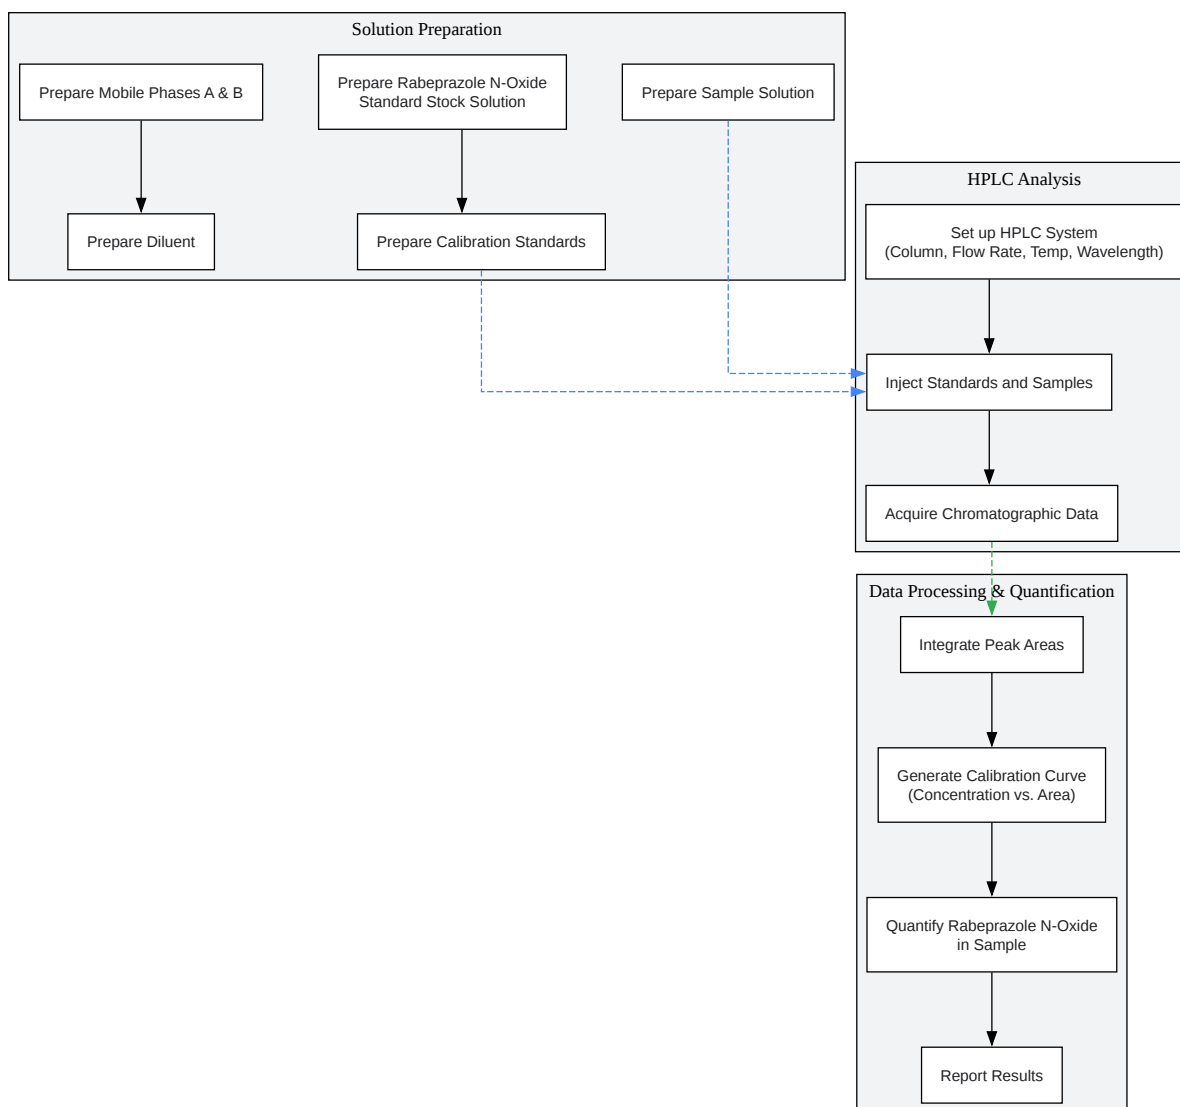 Solution Preparation
Prepare Mobile Phases A & B
Prepare Rabeprazole N-Oxide
Standard Stock Solution
Prepare Sample Solution
Prepare Diluent
Prepare Calibration Standards
HPLC Analysis
Set up HPLC System
(Column, Flow Rate, Temp, Wavelength)
Inject Standards and Samples
Acquire Chromatographic Data
Data Processing & Quantification
Integrate Peak Areas
Generate Calibration Curve
(Concentration vs. Area)
Quantify Rabeprazole N-Oxide
in Sample
Report Results